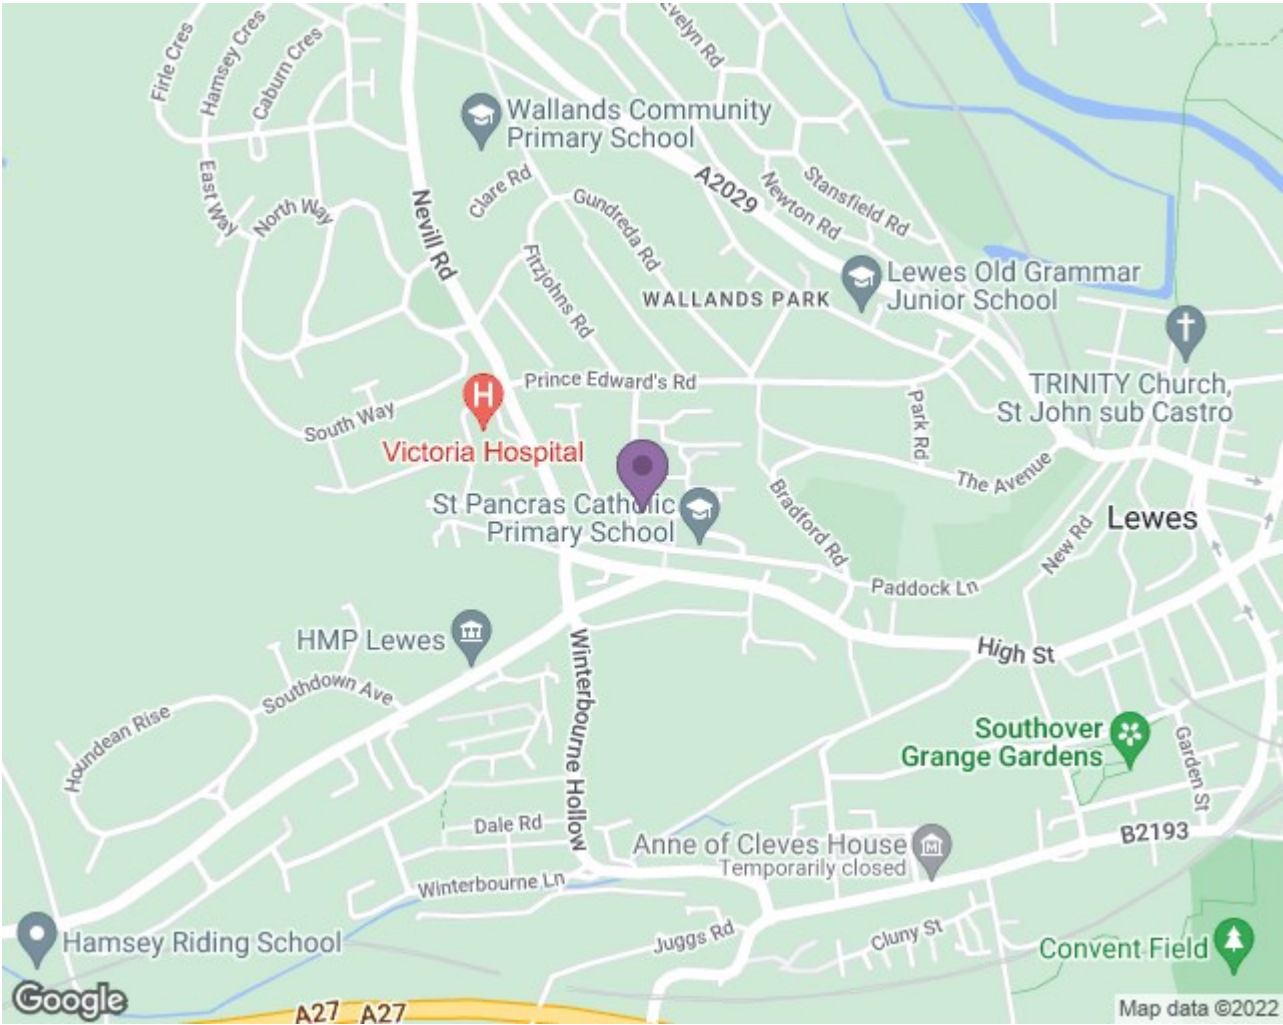 Evelyn Rd
Firle Cres
Hamsey Cres
Caburn Cres
Wallands Community
Primary School
East Way
North Way
Nevill Rd
Clare Rd
Gundreda Rd
A2029
Newton Rd
Stansfield Rd
Fitzjohns Rd
WALLANDS PARK
Lewes Old Grammar
Junior School
Prince Edward's Rd
TRINITY Church,
St John sub Castro
South Way
H
Victoria Hospital
Park Rd
The Avenue
St Pancras Catholic
Primary School
Bradford Rd
New Rd
Lewes
Paddock Ln
HMP Lewes
High St
Southdown Ave
Houndean Rise
Winterbourne Hollow
Southover
Grange Gardens
Garden St
Dale Rd
Anne of Cleves House
Temporarily closed
B2193
Winterbourne Ln
Juggs Rd
Cluny St
Hamsey Riding School
Convent Field
Google
A27
A27
Map data ©2022